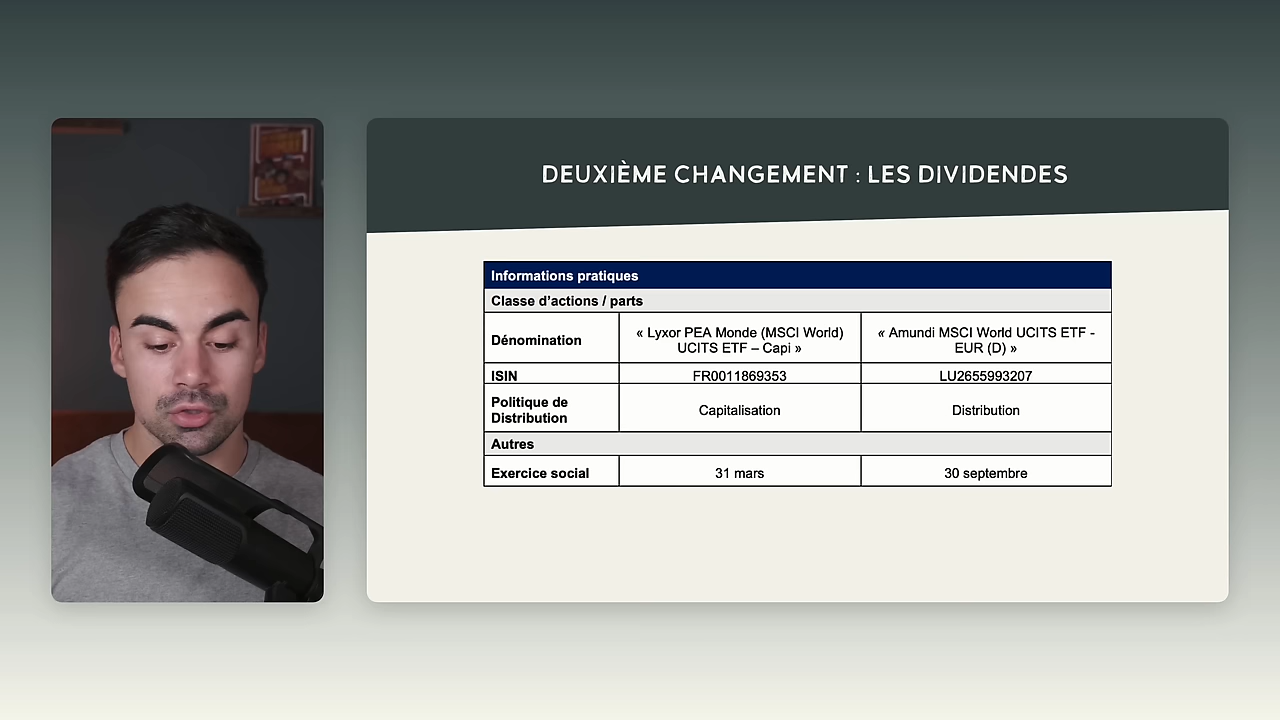 DEUXIÈME CHANGEMENT : LES DIVIDENDES
Informations pratiques
Classe d'actions / parts
Dénomination
« Lyxor PEA Monde (MSCI World)
UCITS ETF – Capi »
« Amundi MSCI World UCITS ETF -
EUR (D) »
ISIN
FR0011869353
LU2655993207
Politique de
Distribution
Capitalisation
Distribution
Autres
Exercice social
31 mars
30 septembre